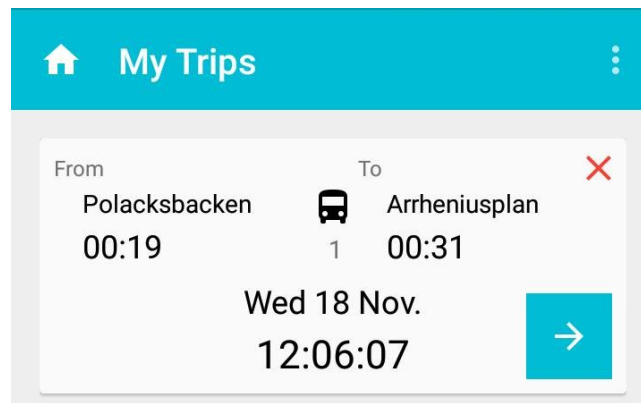 My Trips
From To
Polacksbacken Arrheniusplan
00:19 1 00:31
Wed 18 Nov.
12:06:07